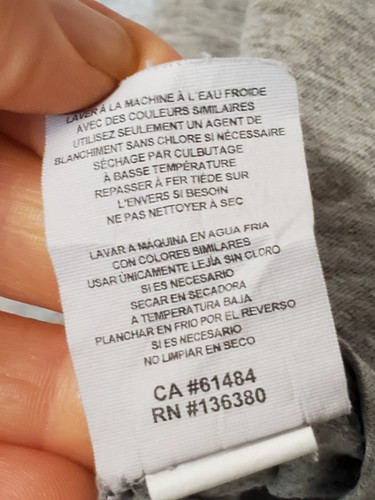 LAVER À LA MACHINE À L'EAU FROIDE
AVEC DES COULEURS SIMILAIRES
UTILISEZ SEULEMENT UN AGENT DE
BLANCHIMENT SANS CHLORE SI NÉCESSAIRE
SÉCHAGE PAR CULBUTAGE
À BASSE TEMPÉRATURE
REPASSER À FER TIÈDE SUR
L'ENVERS SI BESOIN
NE PAS NETTOYER À SEC
LAVAR A MÁQUINA EN AGUA FRIA
CON COLORES SIMILARES
USAR ÚNICAMENTE LEJÍA SIN CLORO
SI ES NECESARIO
SECAR EN SECADORA
A TEMPERATURA BAJA
PLANCHAR EN FRIO POR EL REVERSO
SI ES NECESARIO
NO LIMPIAR EN SECO
CA #61484
RN #136380